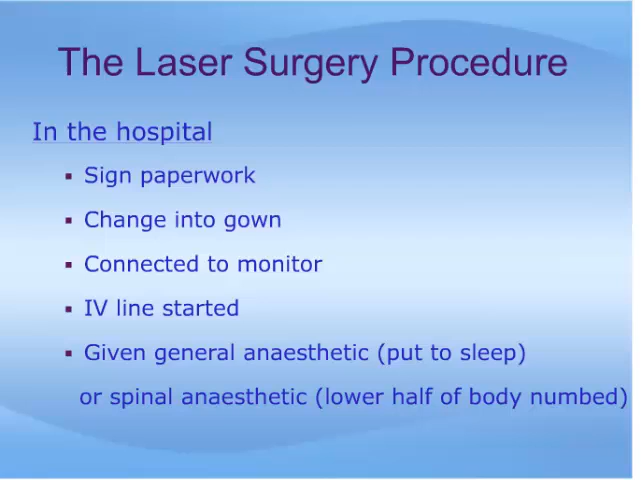 The Laser Surgery Procedure
In the hospital
▪ Sign paperwork
▪ Change into gown
▪ Connected to monitor
▪ IV line started
▪ Given general anaesthetic (put to sleep)
or spinal anaesthetic (lower half of body numbed)